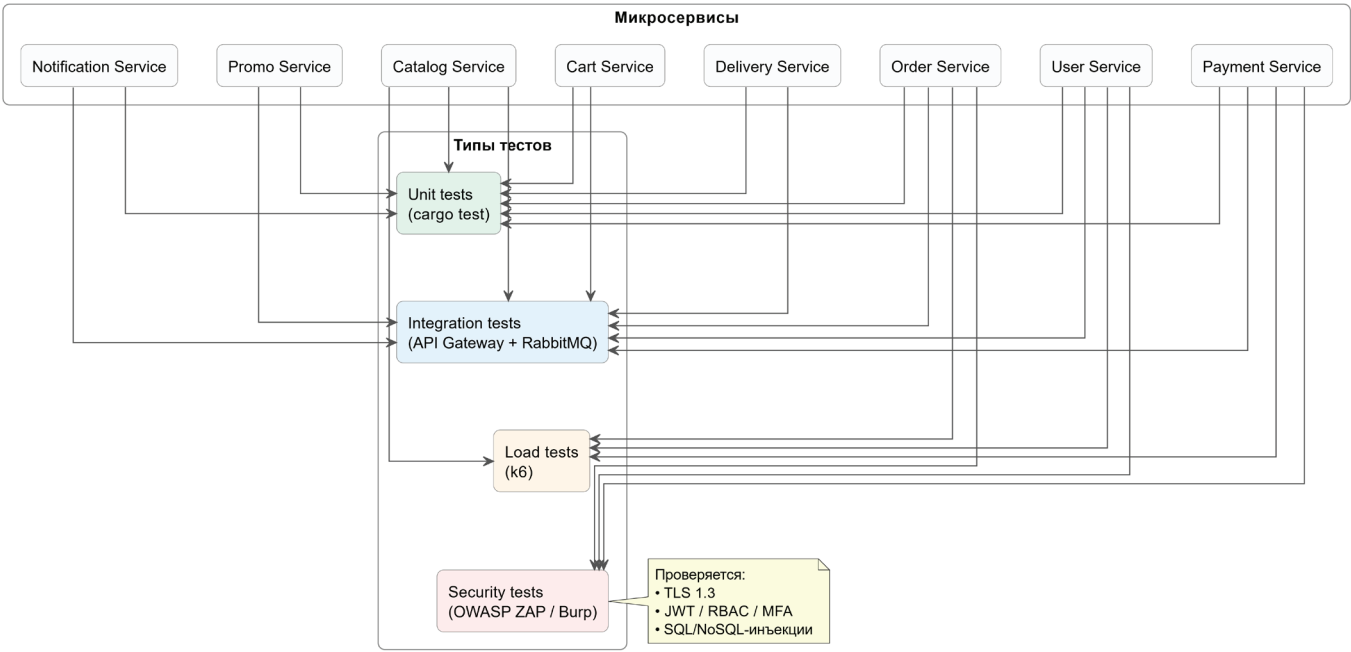 Микросервисы
Notification Service
Promo Service
Catalog Service
Cart Service
Delivery Service
Order Service
User Service
Payment Service
Типы тестов
Unit tests
(cargo test)
Integration tests
(API Gateway + RabbitMQ)
Load tests
(k6)
Security tests
(OWASP ZAP / Burp)
Проверяется:
• TLS 1.3
• JWT / RBAC / MFA
• SQL/NoSQL-инъекции